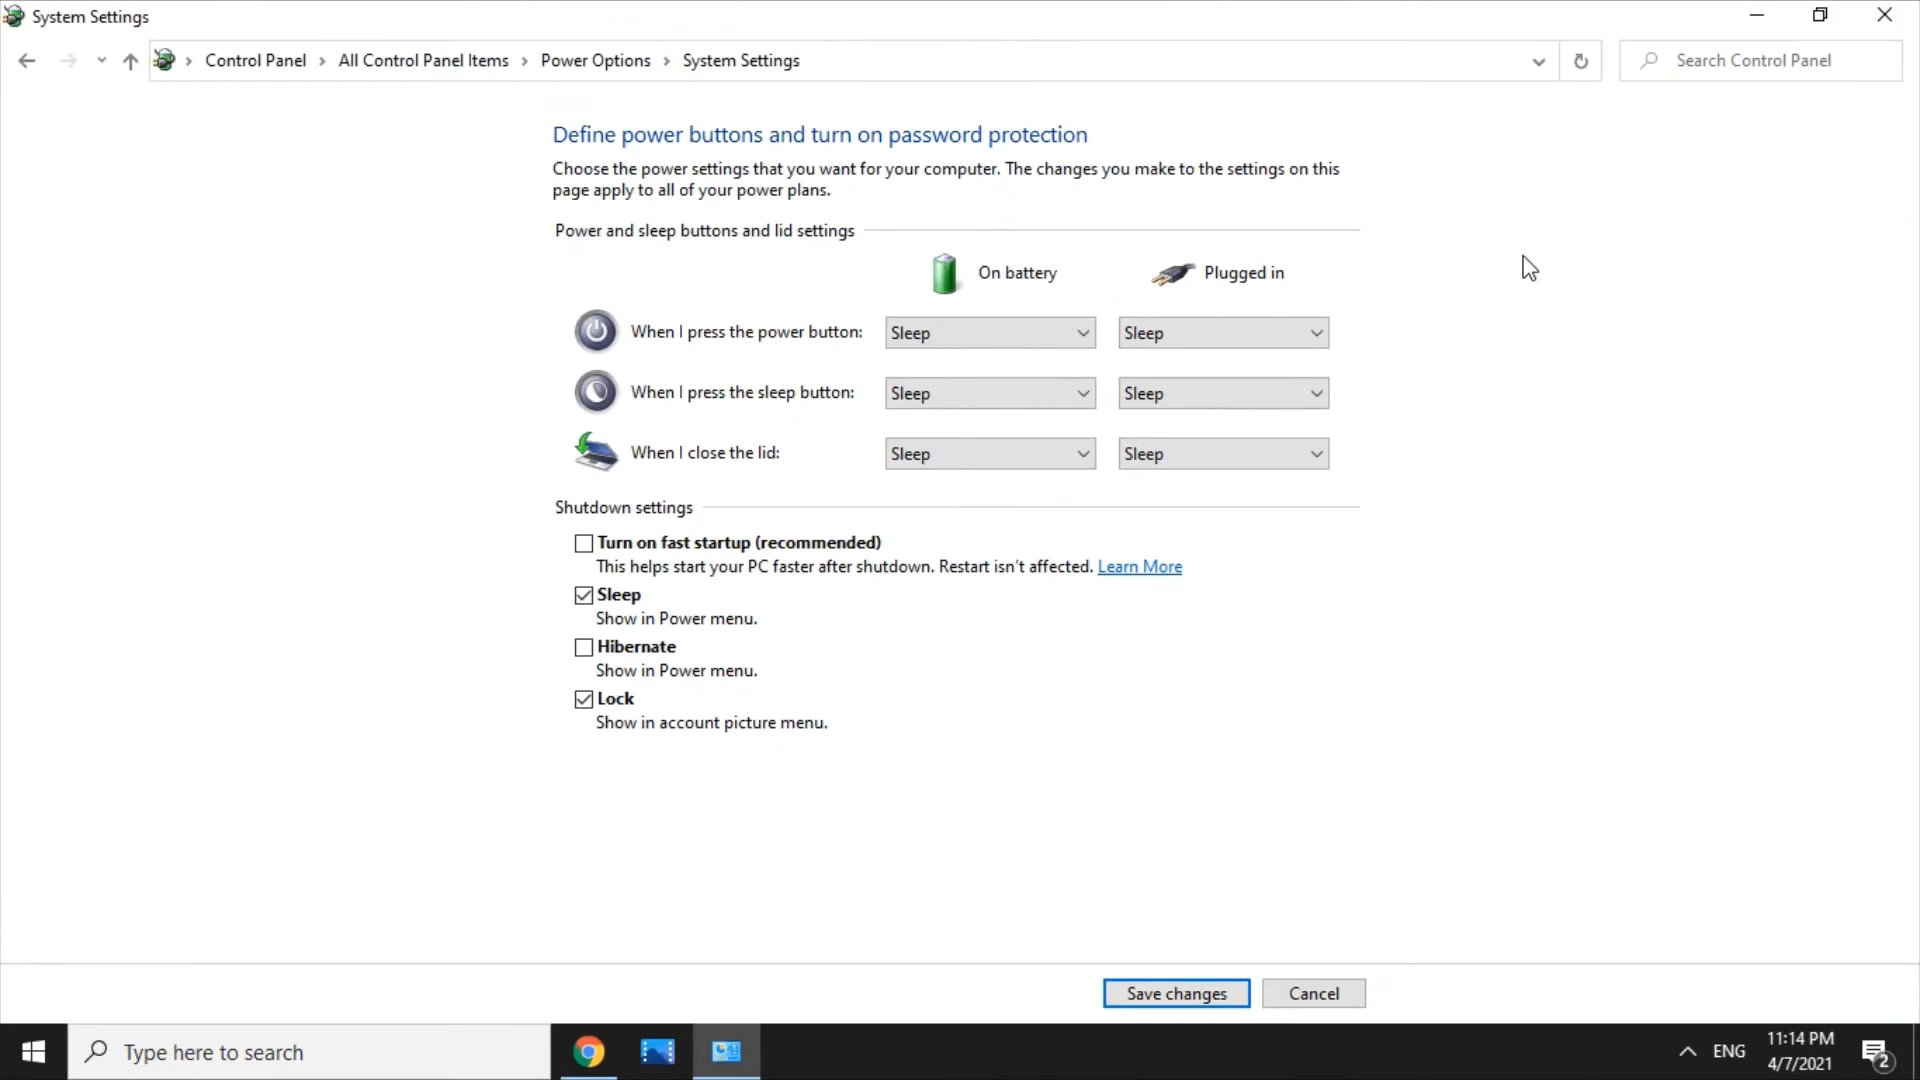 System Settings
Control Panel › All Control Panel Items › Power Options › System Settings
Search Control Panel
Define power buttons and turn on password protection
Choose the power settings that you want for your computer. The changes you make to the settings on this
page apply to all of your power plans.
Power and sleep buttons and lid settings
On battery
Plugged in
When I press the power button: Sleep Sleep
When I press the sleep button: Sleep Sleep
When I close the lid: Sleep Sleep
Shutdown settings
Turn on fast startup (recommended)
This helps start your PC faster after shutdown. Restart isn't affected. Learn More
Sleep
Show in Power menu.
Hibernate
Show in Power menu.
Lock
Show in account picture menu.
Save changes
Cancel
Type here to search
ENG
11:14 PM
4/7/2021
2